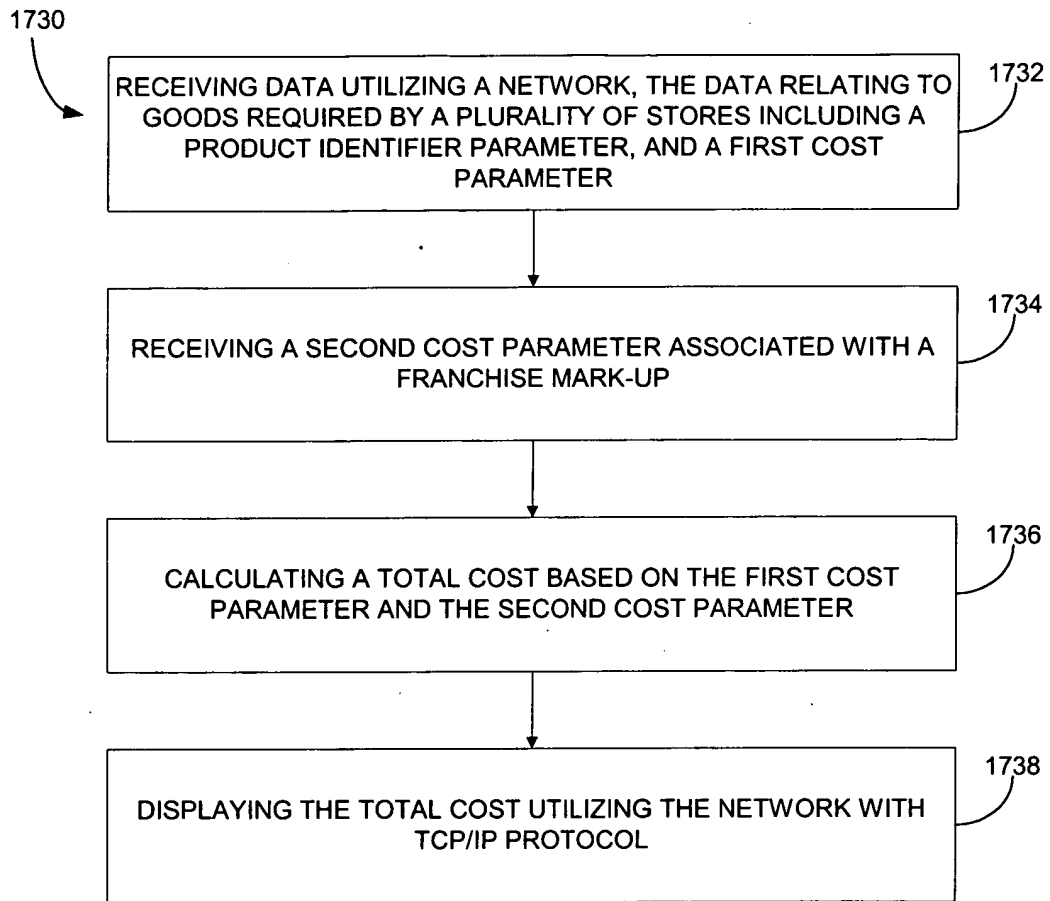 1730
RECEIVING DATA UTILIZING A NETWORK, THE DATA RELATING TO
GOODS REQUIRED BY A PLURALITY OF STORES INCLUDING A
PRODUCT IDENTIFIER PARAMETER, AND A FIRST COST
PARAMETER
1732
RECEIVING A SECOND COST PARAMETER ASSOCIATED WITH A
FRANCHISE MARK-UP
1734
CALCULATING A TOTAL COST BASED ON THE FIRST COST
PARAMETER AND THE SECOND COST PARAMETER
1736
DISPLAYING THE TOTAL COST UTILIZING THE NETWORK WITH
TCP/IP PROTOCOL
1738